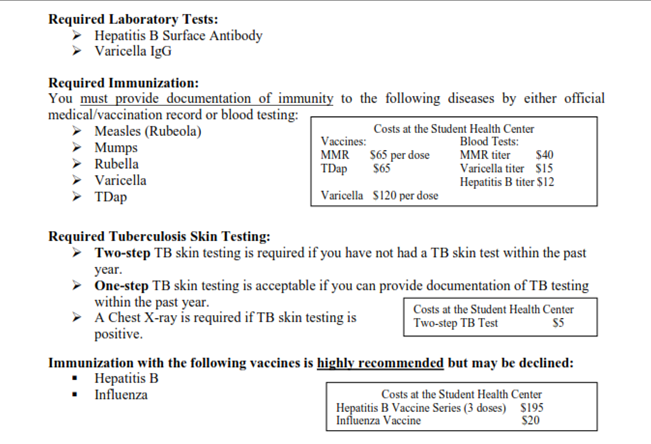 Required Laboratory Tests:
➤ Hepatitis B Surface Antibody
➤ Varicella IgG
Required Immunization:
You must provide documentation of immunity to the following diseases by either official
medical/vaccination record or blood testing:
➤ Measles (Rubeola)
➤ Mumps
➤ Rubella
➤ Varicella
➤ TDap
Costs at the Student Health Center
Vaccines: Blood Tests:
MMR $65 per dose MMR titer $40
TDap $65 Varicella titer $15
Hepatitis B titer $12
Varicella $120 per dose
Required Tuberculosis Skin Testing:
➤ Two-step TB skin testing is required if you have not had a TB skin test within the past
year.
➤ One-step TB skin testing is acceptable if you can provide documentation of TB testing
within the past year.
➤ A Chest X-ray is required if TB skin testing is
positive.
Costs at the Student Health Center
Two-step TB Test $5
Immunization with the following vaccines is highly recommended but may be declined:
▪ Hepatitis B
▪ Influenza
Costs at the Student Health Center
Hepatitis B Vaccine Series (3 doses) $195
Influenza Vaccine $20